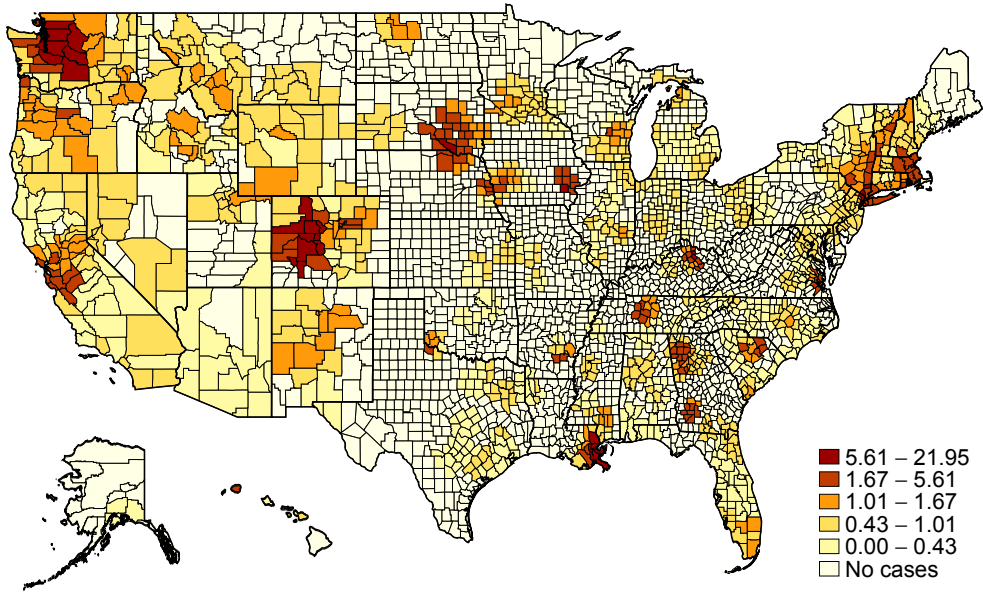 5.61 – 21.95
1.67 – 5.61
1.01 – 1.67
0.43 – 1.01
0.00 – 0.43
No cases